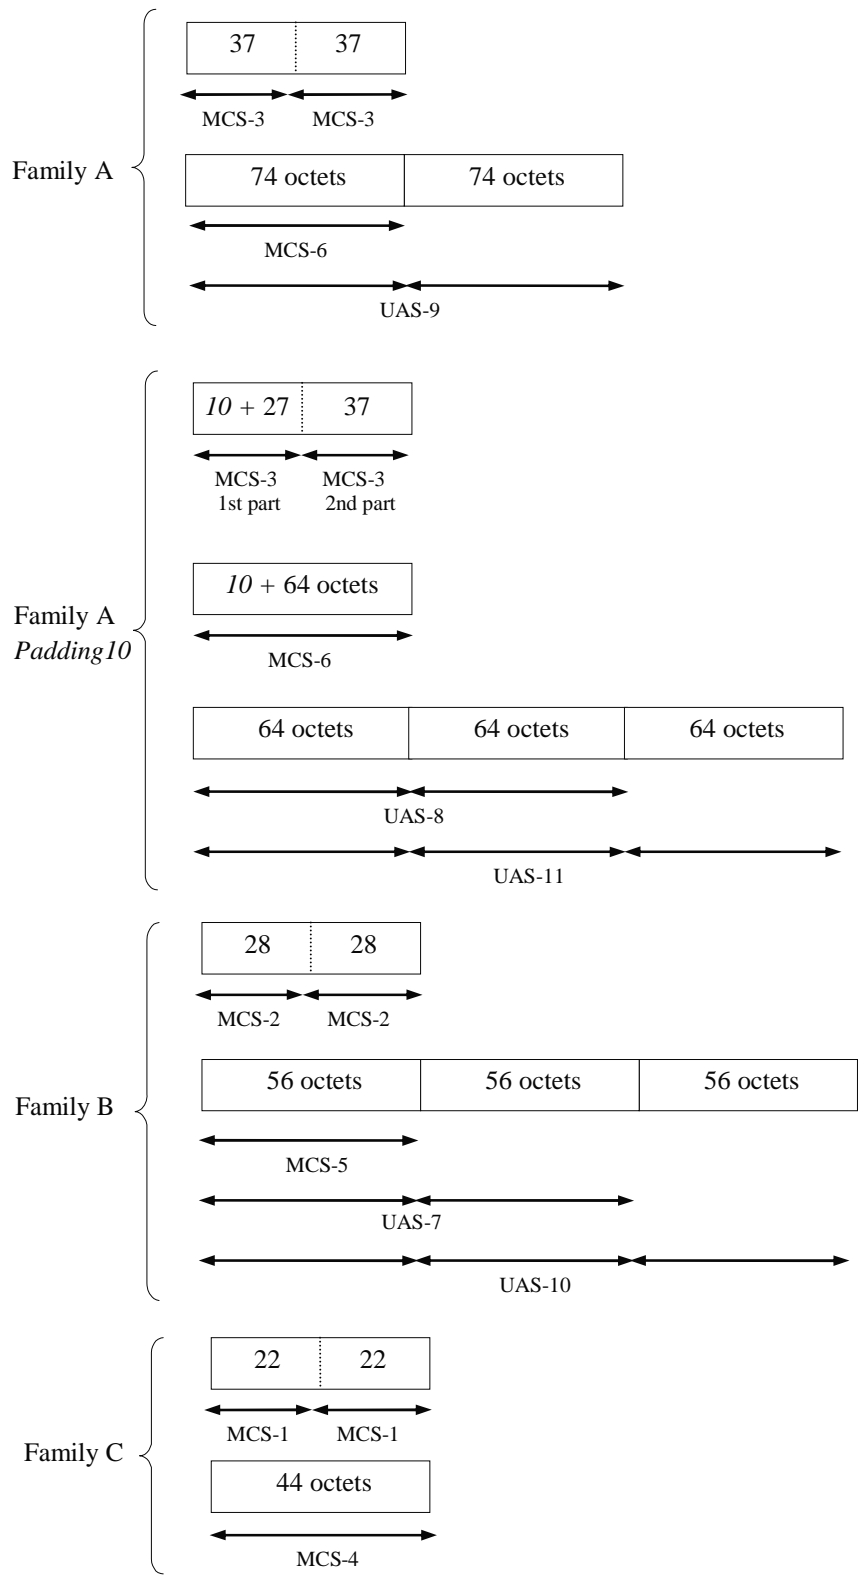 37 37
MCS-3 MCS-3
Family A
74 octets 74 octets
MCS-6
UAS-9
10 + 27 37
MCS-3 MCS-3
1st part 2nd part
10 + 64 octets
Family A
Padding10
MCS-6
64 octets 64 octets 64 octets
UAS-8
UAS-11
28 28
MCS-2 MCS-2
56 octets 56 octets 56 octets
Family B
MCS-5
UAS-7
UAS-10
22 22
MCS-1 MCS-1
Family C
44 octets
MCS-4